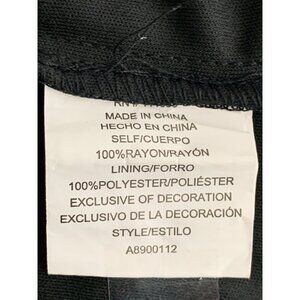 MADE IN CHINA
HECHO EN CHINA
SELF/CUERPO
100%RAYON/RAYÓN
LINING/FORRO
100%POLYESTER/POLIÉSTER
EXCLUSIVE OF DECORATION
EXCLUSIVO DE LA DECORACIÓN
STYLE/ESTILO
A8900112